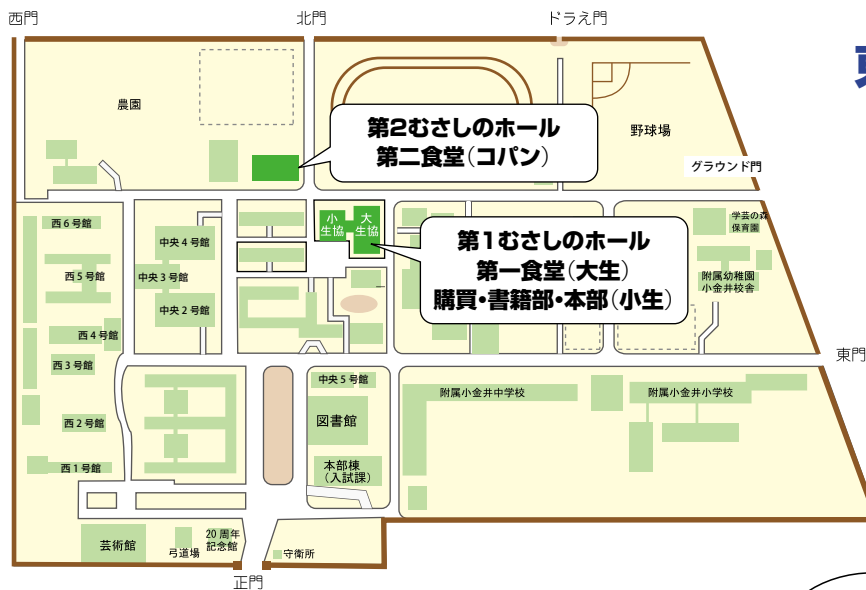 西門
北門
ドラえ門
農園
野球場
第2むさしのホール
第二食堂（コパン）
グラウンド門
西6号館
中央4号館
小
生協
大
生協
学芸の森
保育園
第1むさしのホール
第一食堂（大生）
購買・書籍部・本部（小生）
西5号館
中央3号館
附属幼稚園
小金井校舎
中央2号館
西4号館
東門
西3号館
中央5号館
附属小金井中学校
附属小金井小学校
西2号館
図書館
西1号館
本部棟
（入試課）
芸術館
弓道場
20周年
記念館
守衛所
正門